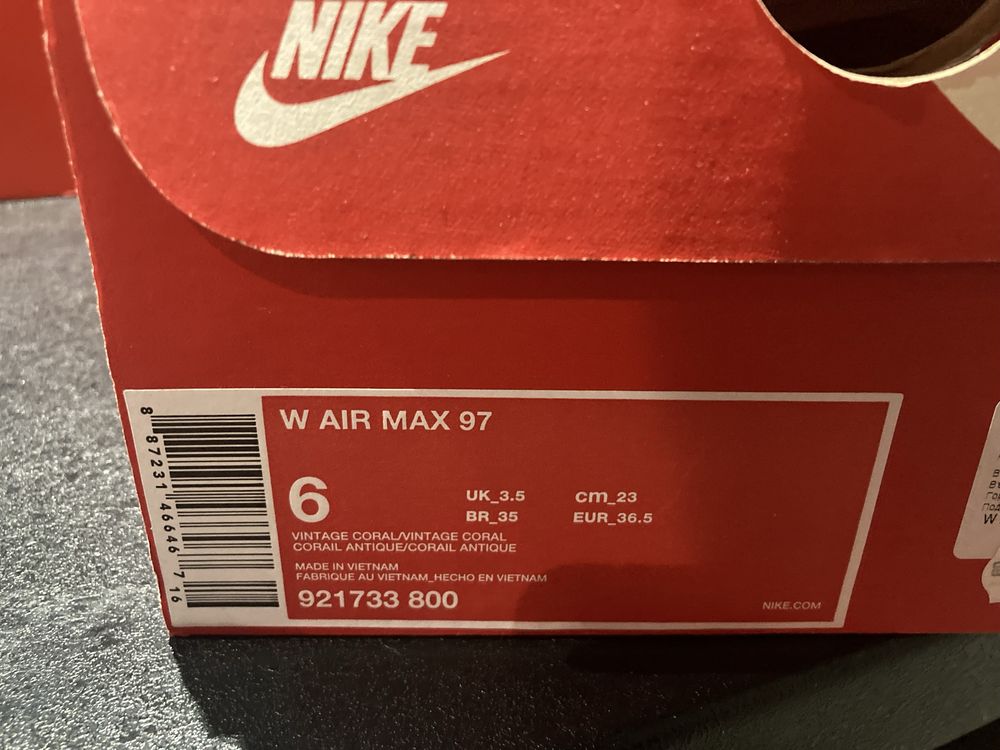 NIKE
W AIR MAX 97
6
UK_3.5 cm_23
BR_35 EUR_36.5
VINTAGE CORAL/VINTAGE CORAL
CORAIL ANTIQUE/CORAIL ANTIQUE
MADE IN VIETNAM
FABRIQUE AU VIETNAM_HECHO EN VIETNAM
921733 800
NIKE.COM
8 87231 46646 7 16
W